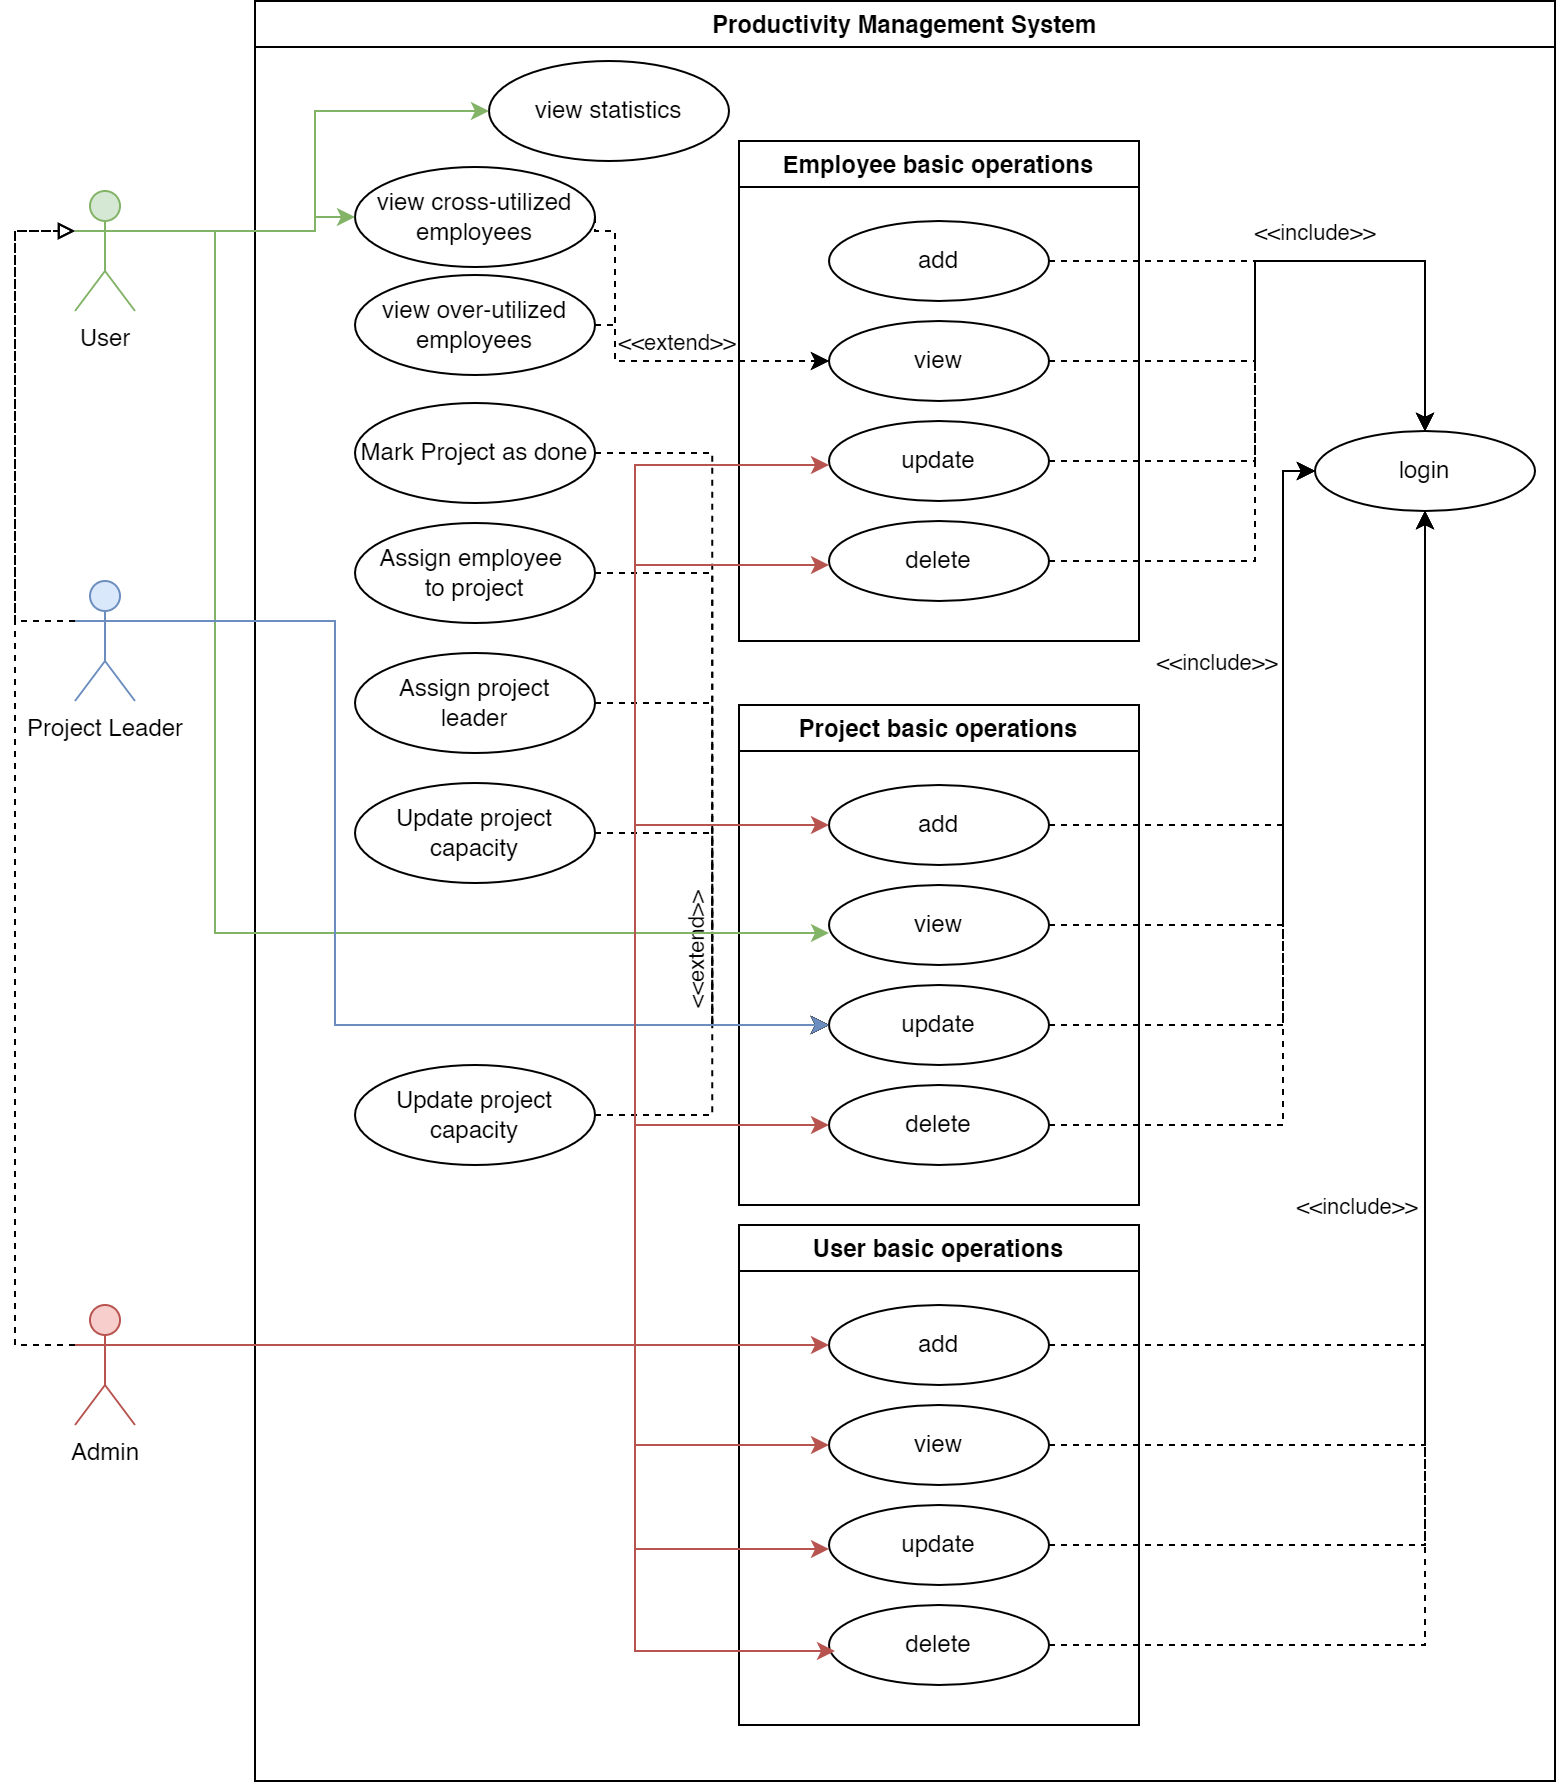 Productivity Management System
view statistics
Employee basic operations
view cross-utilized
employees
add
<<include>>
User
view over-utilized
employees
<<extend>>
view
Mark Project as done
update
login
Assign employee
to project
delete
Project Leader
Assign project
leader
<<include>>
Project basic operations
Update project
capacity
add
<<extend>>
view
update
Update project
capacity
delete
<<include>>
User basic operations
Admin
add
view
update
delete